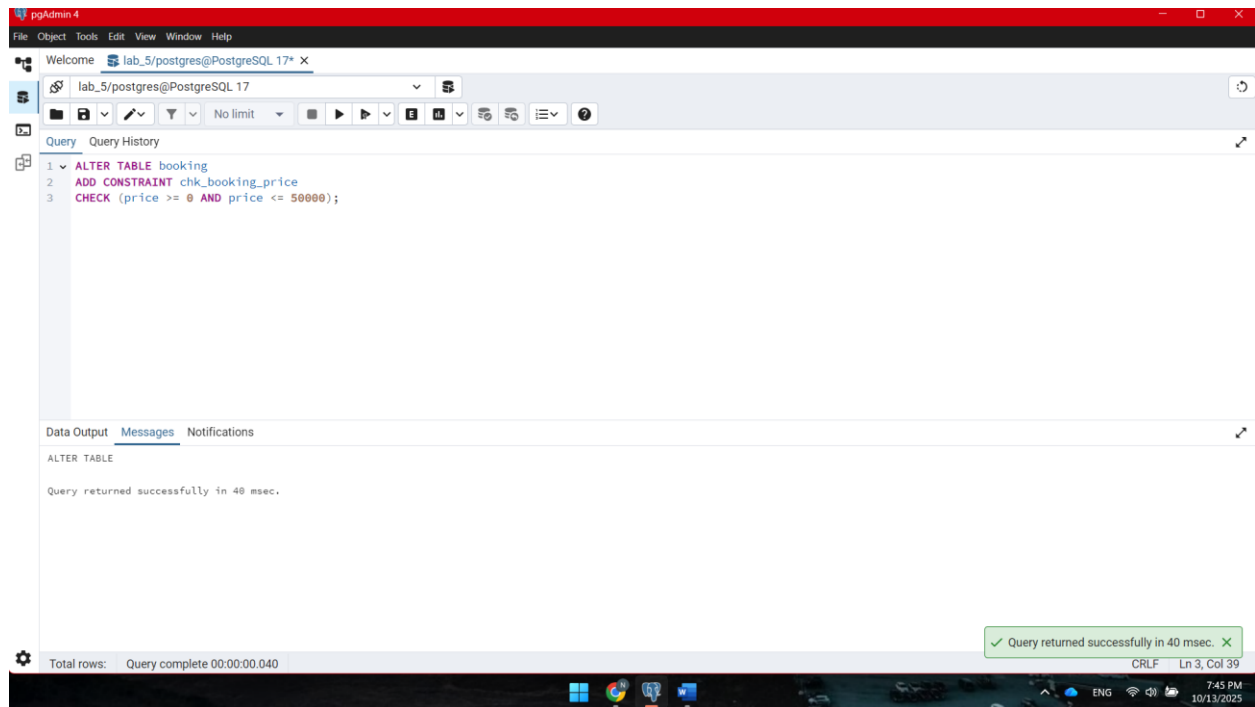 pgAdmin 4
File Object Tools Edit View Window Help
Welcome lab_5/postgres@PostgreSQL 17*
lab_5/postgres@PostgreSQL 17
No limit
Query Query History
1 ALTER TABLE booking
2 ADD CONSTRAINT chk_booking_price
3 CHECK (price >= 0 AND price <= 50000);
Data Output Messages Notifications
ALTER TABLE
Query returned successfully in 40 msec.
Query returned successfully in 40 msec.
Total rows: Query complete 00:00:00.040 CRLF Ln 3, Col 39
ENG 7:45 PM
10/13/2025